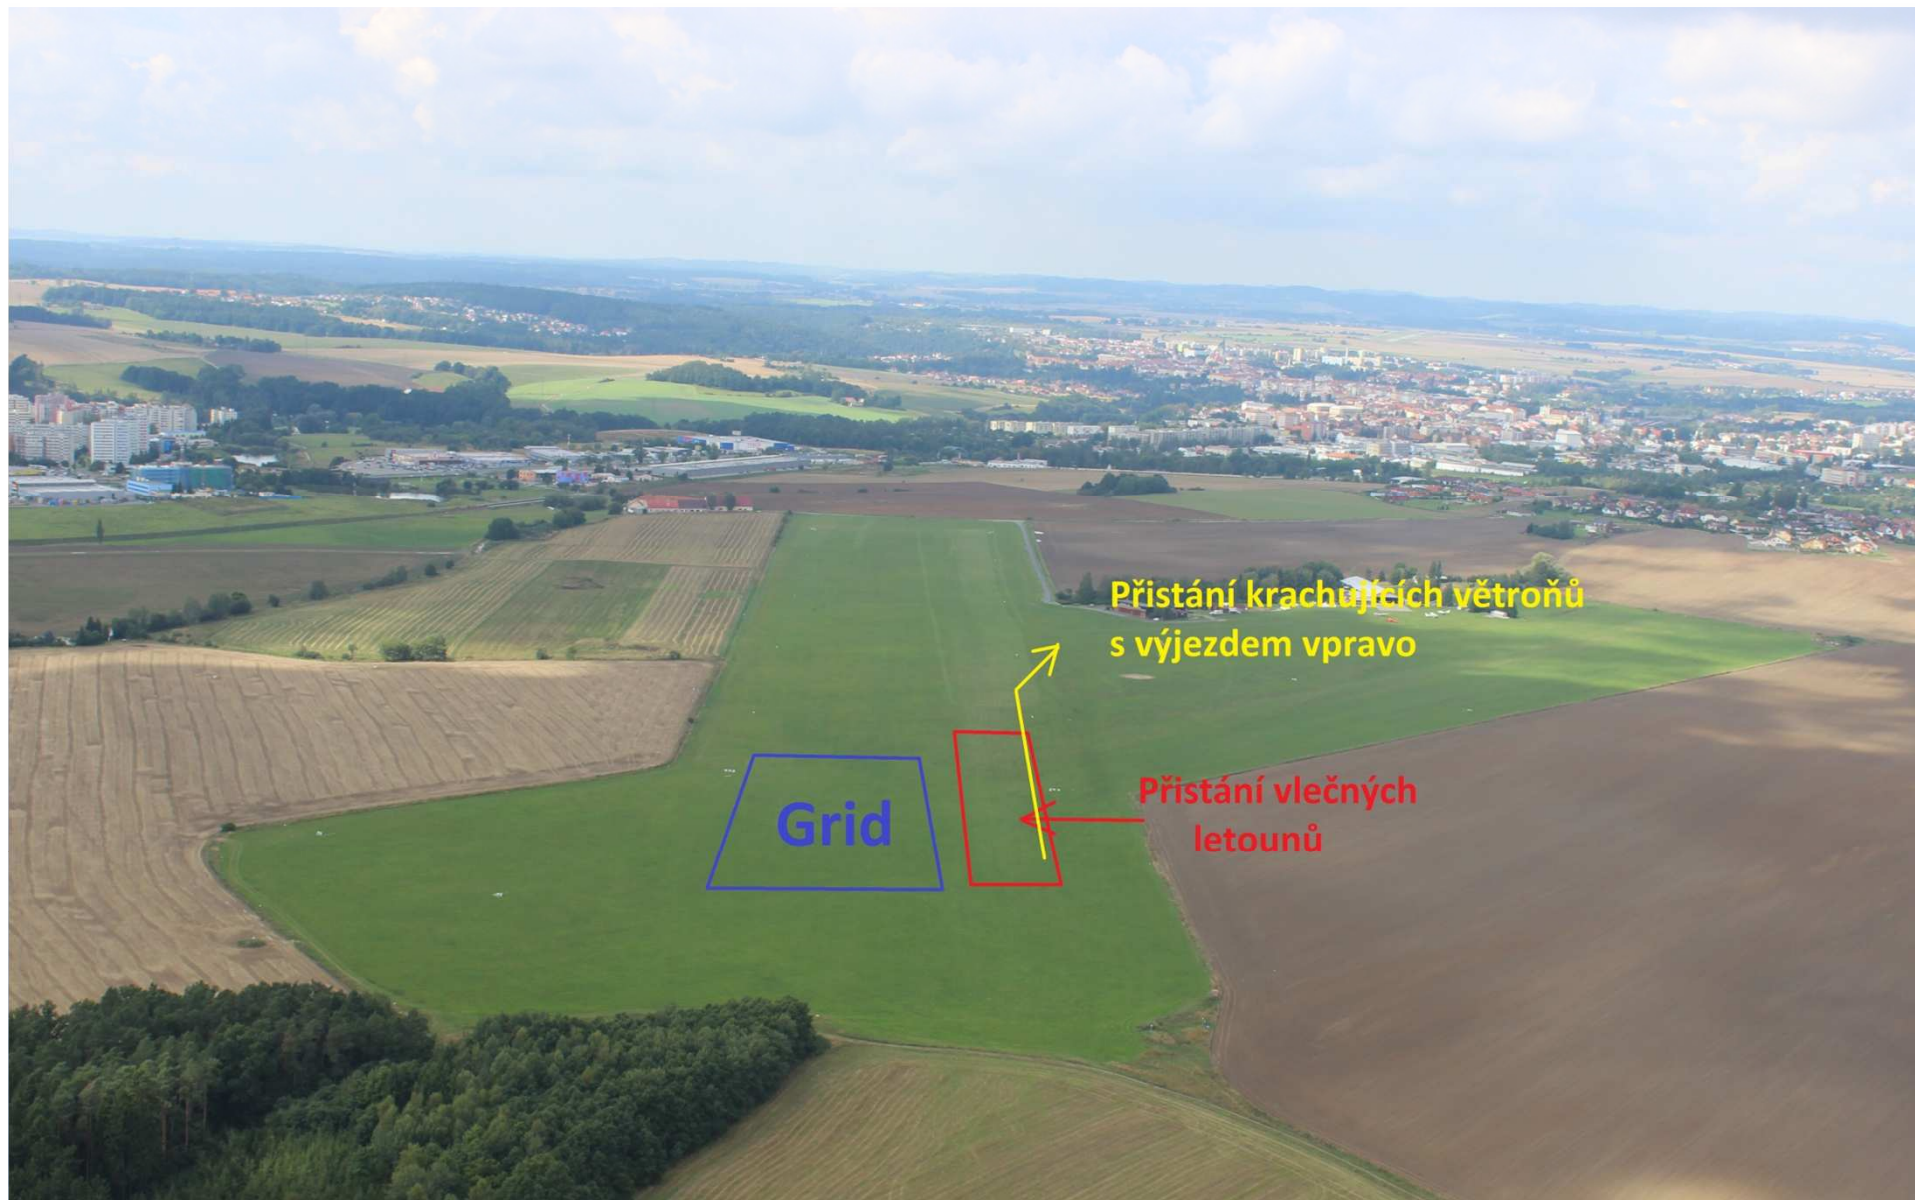 Přistání krachujících větroňů
s výjezdem vpravo
Přistání vlečných
letounů
Grid